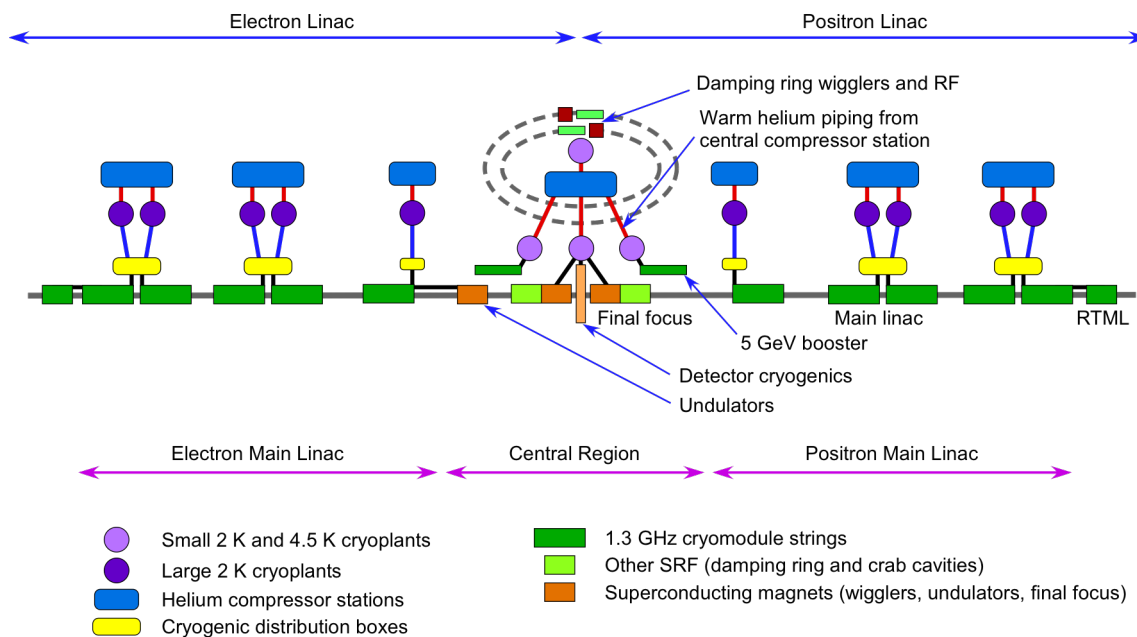 Electron Linac
Positron Linac
Damping ring wigglers and RF
Warm helium piping from
central compressor station
Final focus
Main linac
RTML
5 GeV booster
Detector cryogenics
Undulators
Electron Main Linac
Central Region
Positron Main Linac
Small 2 K and 4.5 K cryoplants
Large 2 K cryoplants
Helium compressor stations
Cryogenic distribution boxes
1.3 GHz cryomodule strings
Other SRF (damping ring and crab cavities)
Superconducting magnets (wigglers, undulators, final focus)